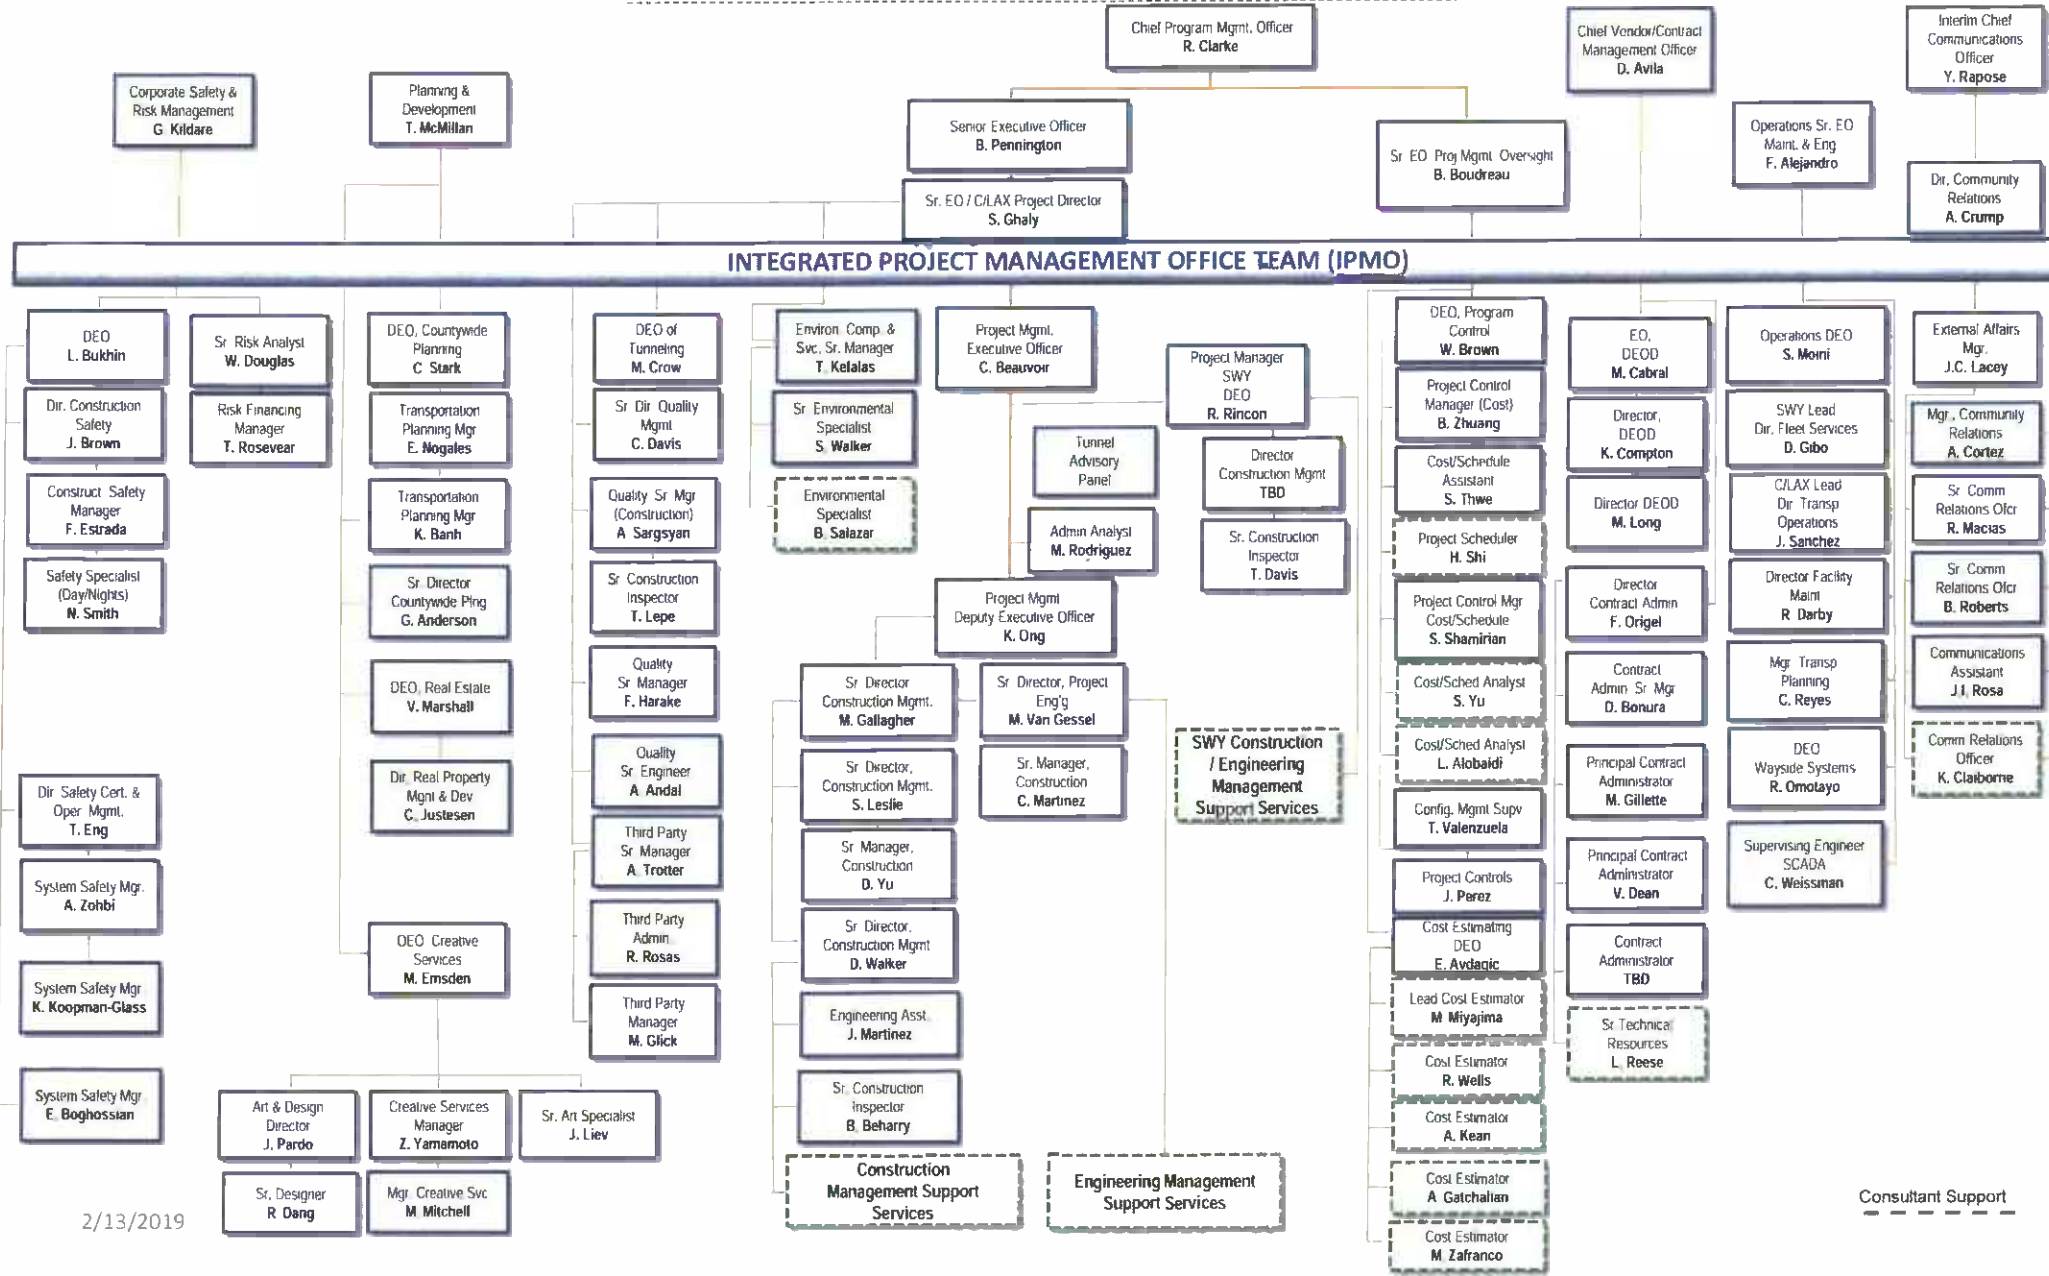 Chief Program Mgmt. Officer
R. Clarke
Chief Vendor/Contract
Management Officer
D. Avila
Interim Chief
Communications
Officer
Y. Rapose
Corporate Safety &
Risk Management
G. Kildare
Planning &
Development
T. McMillan
Senior Executive Officer
B. Pennington
Sr EO Proj Mgmt Oversight
B. Boudreau
Operations Sr. EO
Maint. & Eng
F. Alejandro
Sr. EO / C/LAX Project Director
S. Ghaly
Dir, Community
Relations
A. Crump
INTEGRATED PROJECT MANAGEMENT OFFICE TEAM (IPMO)
DEO
L. Bukhin
Dir. Construction
Safety
J. Brown
Construct Safety
Manager
F. Estrada
Safety Specialist
(Day/Nights)
N. Smith
Dir Safety Cert. &
Oper Mgmt.
T. Eng
System Safety Mgr.
A. Zohbi
System Safety Mgr
K. Koopman-Glass
System Safety Mgr
E. Boghossian
Sr Risk Analyst
W. Douglas
Risk Financing
Manager
T. Rosevear
DEO, Countywide
Planning
C Stark
Transportation
Planning Mgr
E. Nogales
Transportation
Planning Mgr
K. Banh
Sr Director
Countywide Plng
G. Anderson
DEO, Real Estate
V. Marshall
Dir. Real Property
Mgnt & Dev
C. Justesen
DEO Creative
Services
M. Emsden
Art & Design
Director
J. Pardo
Sr, Designer
R Dang
Creative Services
Manager
Z. Yamamoto
Mgr Creative Svc
M Mitchell
Sr. Art Specialist
J. Liev
DEO of
Tunneling
M. Crow
Sr Dir Quality
Mgmt
C. Davis
Quality Sr Mgr
(Construction)
A Sargsyan
Sr Construction
Inspector
T. Lepe
Quality
Sr Manager
F. Harake
Quality
Sr Engineer
A Andal
Third Party
Sr Manager
A. Trotter
Third Party
Admin
R. Rosas
Third Party
Manager
M. Glick
Environ. Comp. &
Svc, Sr. Manager
T. Kelalas
Sr Environmental
Specialist
S. Walker
Environmental
Specialist
B. Salazar
Project Mgmt.
Executive Officer
C. Beauvoir
Tunnel
Advisory
Panel
Admin Analyst
M. Rodriguez
Project Mgmt
Deputy Executive Officer
K. Ong
Sr Director
Construction Mgmt.
M. Gallagher
Sr Director,
Construction Mgmt.
S. Leslie
Sr Manager,
Construction
D. Yu
Sr Director,
Construction Mgmt
D. Walker
Engineering Asst.
J. Martinez
Sr, Construction
Inspector
B. Beharry
Construction
Management Support
Services
Sr Director, Project
Eng'g
M. Van Gessel
Sr. Manager,
Construction
C. Martinez
Engineering Management
Support Services
Project Manager
SWY
DEO
R. Rincon
Director
Construction Mgmt
TBD
Sr. Construction
Inspector
T. Davis
SWY Construction
/ Engineering
Management
Support Services
DEO, Program
Control
W. Brown
Project Control
Manager (Cost)
B. Zhuang
Cost/Schedule
Assistant
S. Thwe
Project Scheduler
H. Shi
Project Control Mgr
Cost/Schedule
S. Shamirian
Cost/Sched Analyst
S. Yu
Cost/Sched Analyst
L. Alobaidi
Config. Mgmt Supv
T. Valenzuela
Project Controls
J. Perez
Cost Estimating
DEO
E. Avdagic
Lead Cost Estimator
M Miyajima
Cost Estimator
R. Wells
Cost Estimator
A. Kean
Cost Estimator
A Gatchalian
Cost Estimator
M Zafranco
EO,
DEOD
M. Cabral
Director,
DEOD
K. Compton
Director DEOD
M. Long
Director
Contract Admin
F. Origel
Contract
Admin Sr Mgr
D. Bonura
Principal Contract
Administrator
M. Gillette
Principal Contract
Administrator
V. Dean
Contract
Administrator
TBD
Sr Technical
Resources
L. Reese
Operations DEO
S. Moini
SWY Lead
Dir, Fleet Services
D. Gibo
C/LAX Lead
Dir Transp
Operations
J. Sanchez
Director Facility
Maint
R Darby
Mgr Transp
Planning
C. Reyes
DEO
Wayside Systems
R. Omotayo
Supervising Engineer
SCADA
C. Weissman
External Affairs
Mgr.
J.C. Lacey
Mgr, Community
Relations
A. Cortez
Sr Comm
Relations Ofcr
R. Macias
Sr Comm
Relations Ofcr
B. Roberts
Communications
Assistant
J.I. Rosa
Comm Relations
Officer
K. Claiborne
Consultant Support
2/13/2019